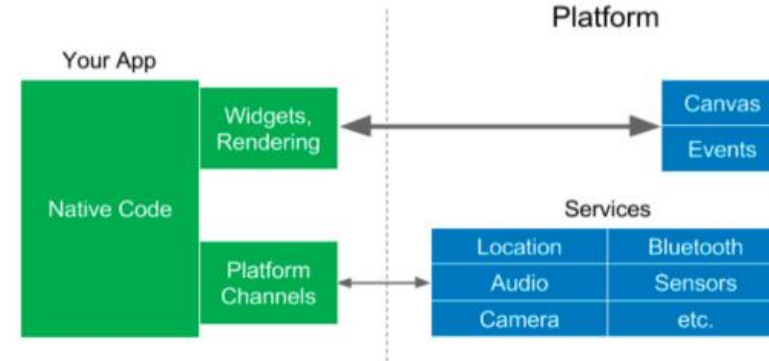 Platform
Your App
Widgets,
Rendering
Canvas
Events
Native Code
Services
Platform
Channels
Location
Bluetooth
Audio
Sensors
Camera
etc.